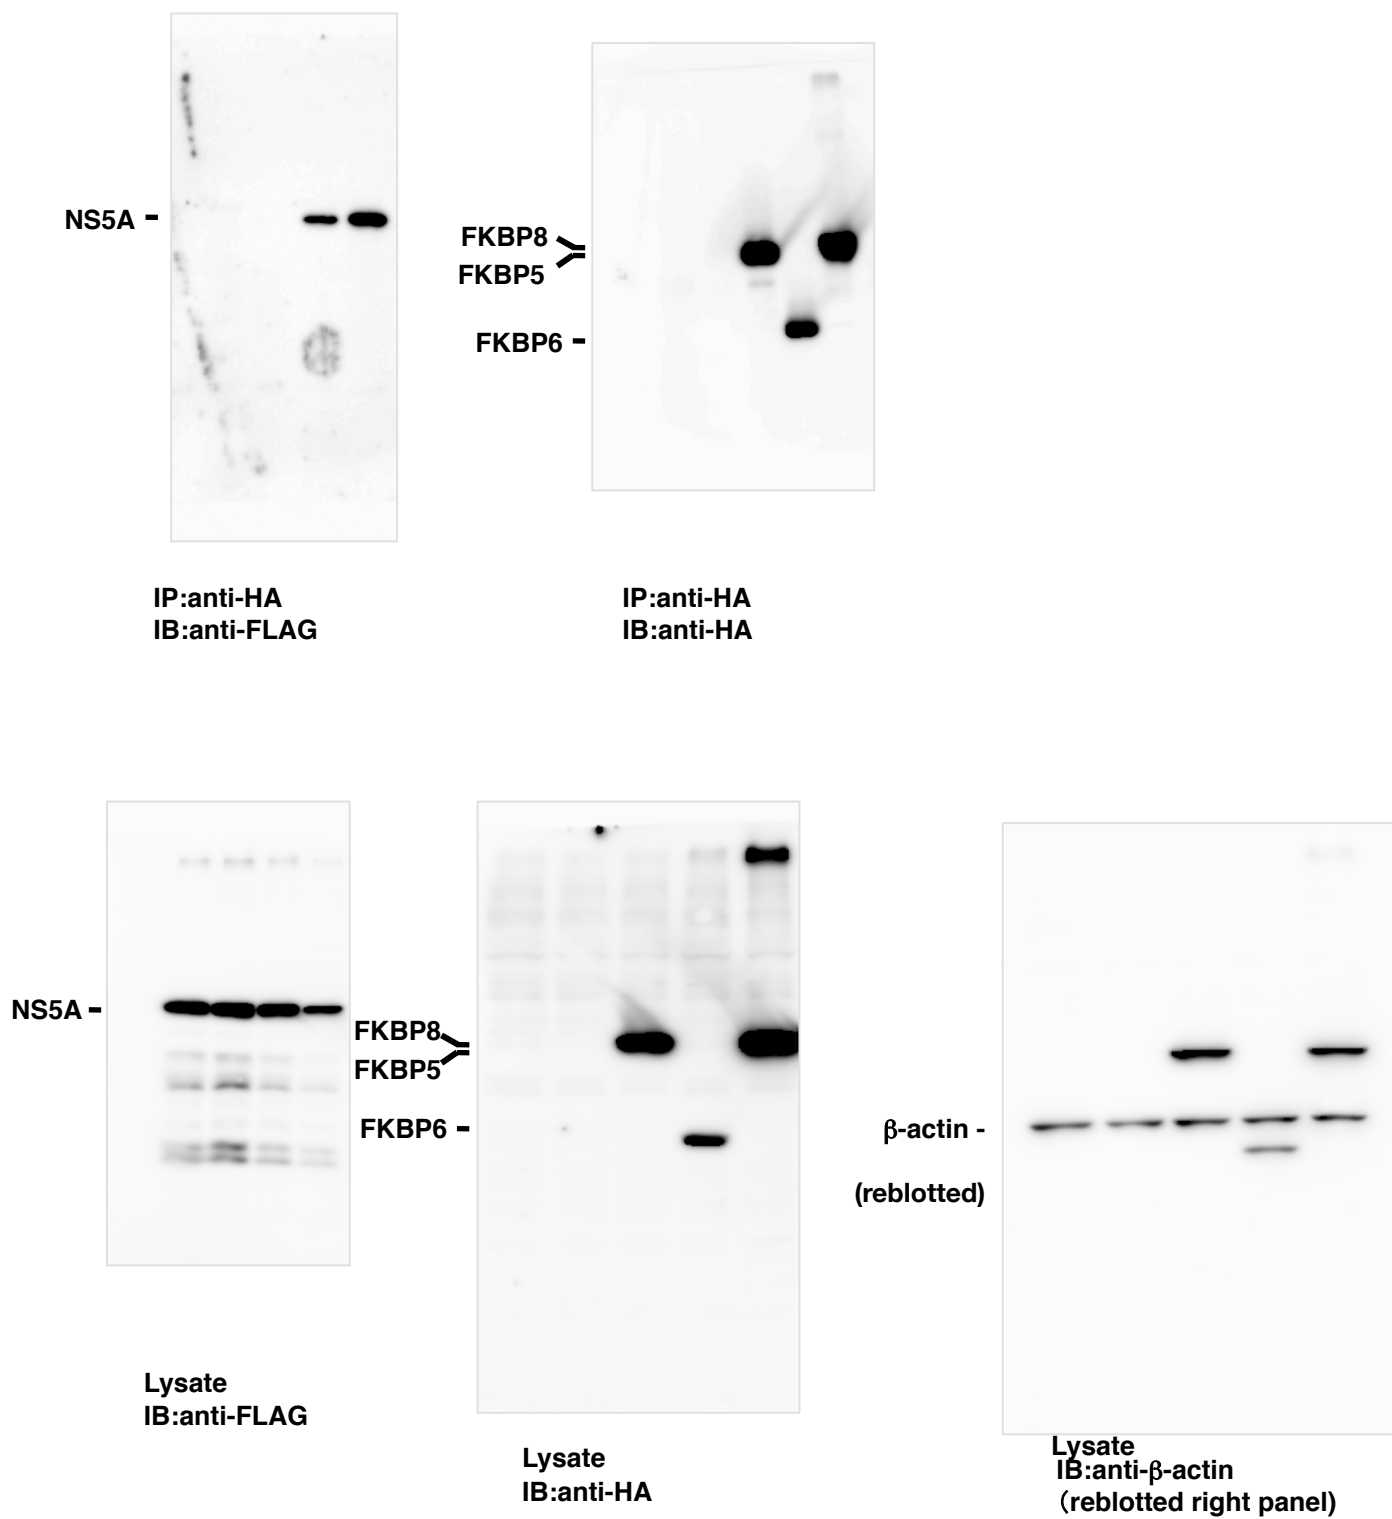 NS5A
FKBP8
FKBP5
FKBP6
IP:anti-HA
IB:anti-FLAG
IP:anti-HA
IB:anti-HA
NS5A
FKBP8
FKBP5
FKBP6
β-actin -
(reblotted)
Lysate
IB:anti-FLAG
Lysate
IB:anti-HA
Lysate
IB:anti-β-actin
（reblotted right panel)